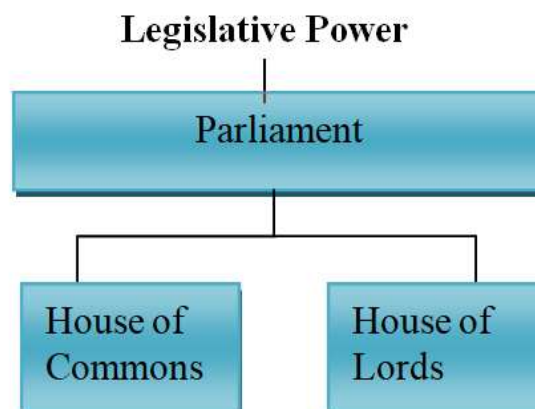 Legislative Power
Parliament
House of
Commons
House of
Lords